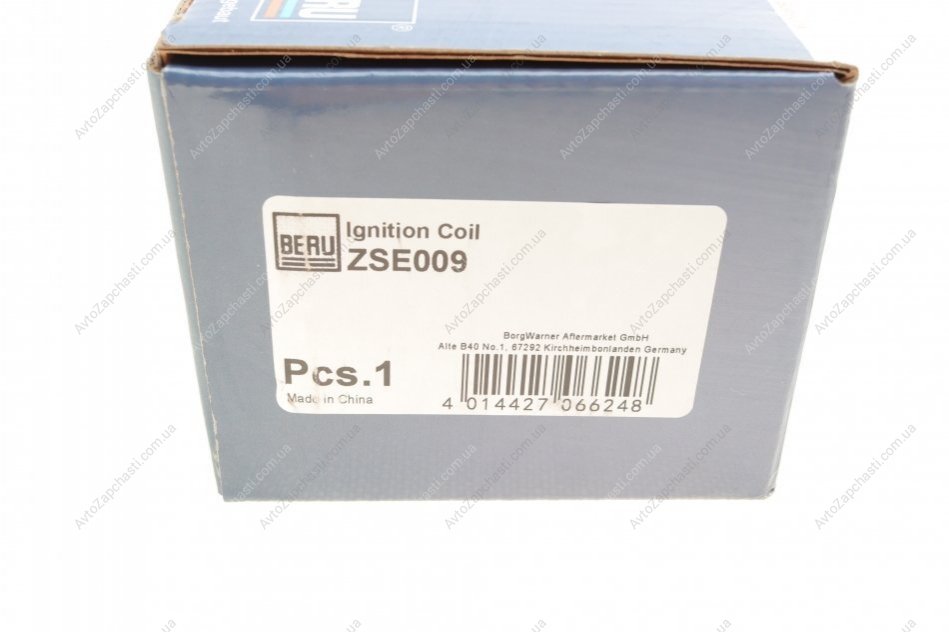 BERU
Ignition Coil
ZSE009
BorgWarner Aftermarket GmbH
Alte B40 No.1, 67292 Kirchheimbonlanden Germany
Pcs.1
Made in China
4 014427 066248
AvtoZapchasti.com.ua